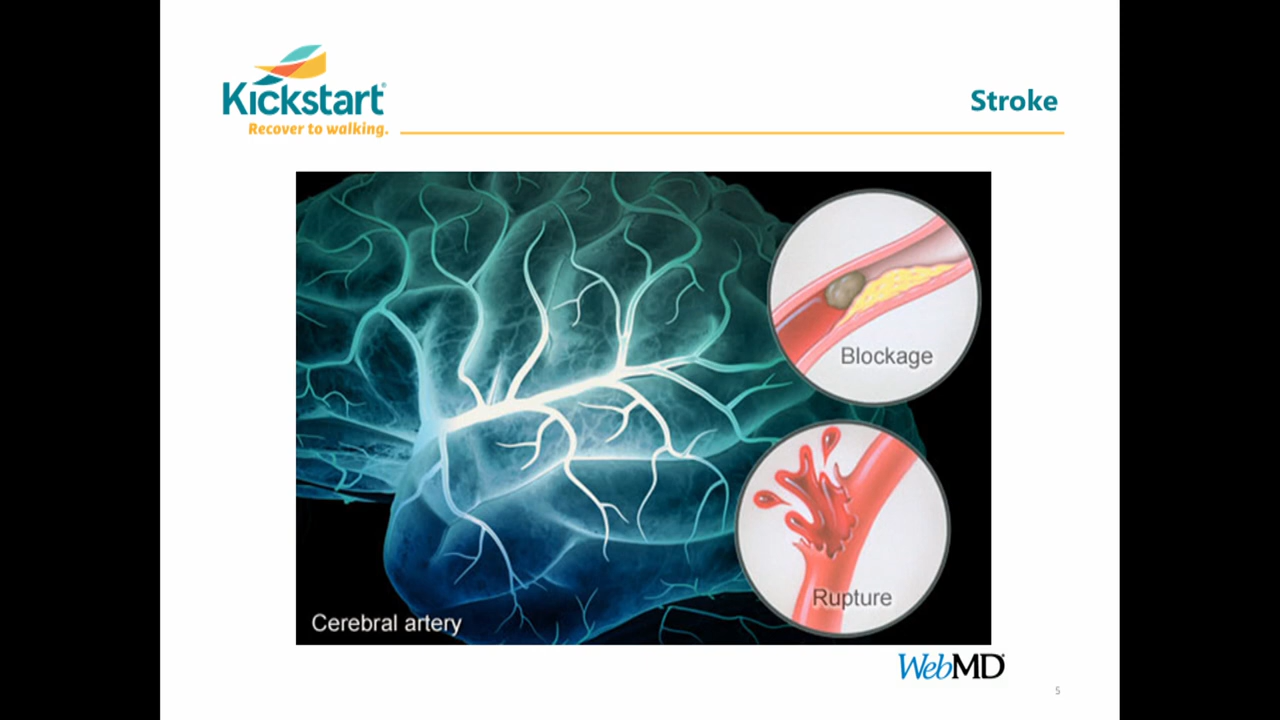 Kickstart®
Recover to walking.
Stroke
Blockage
Rupture
Cerebral artery
WebMD
5